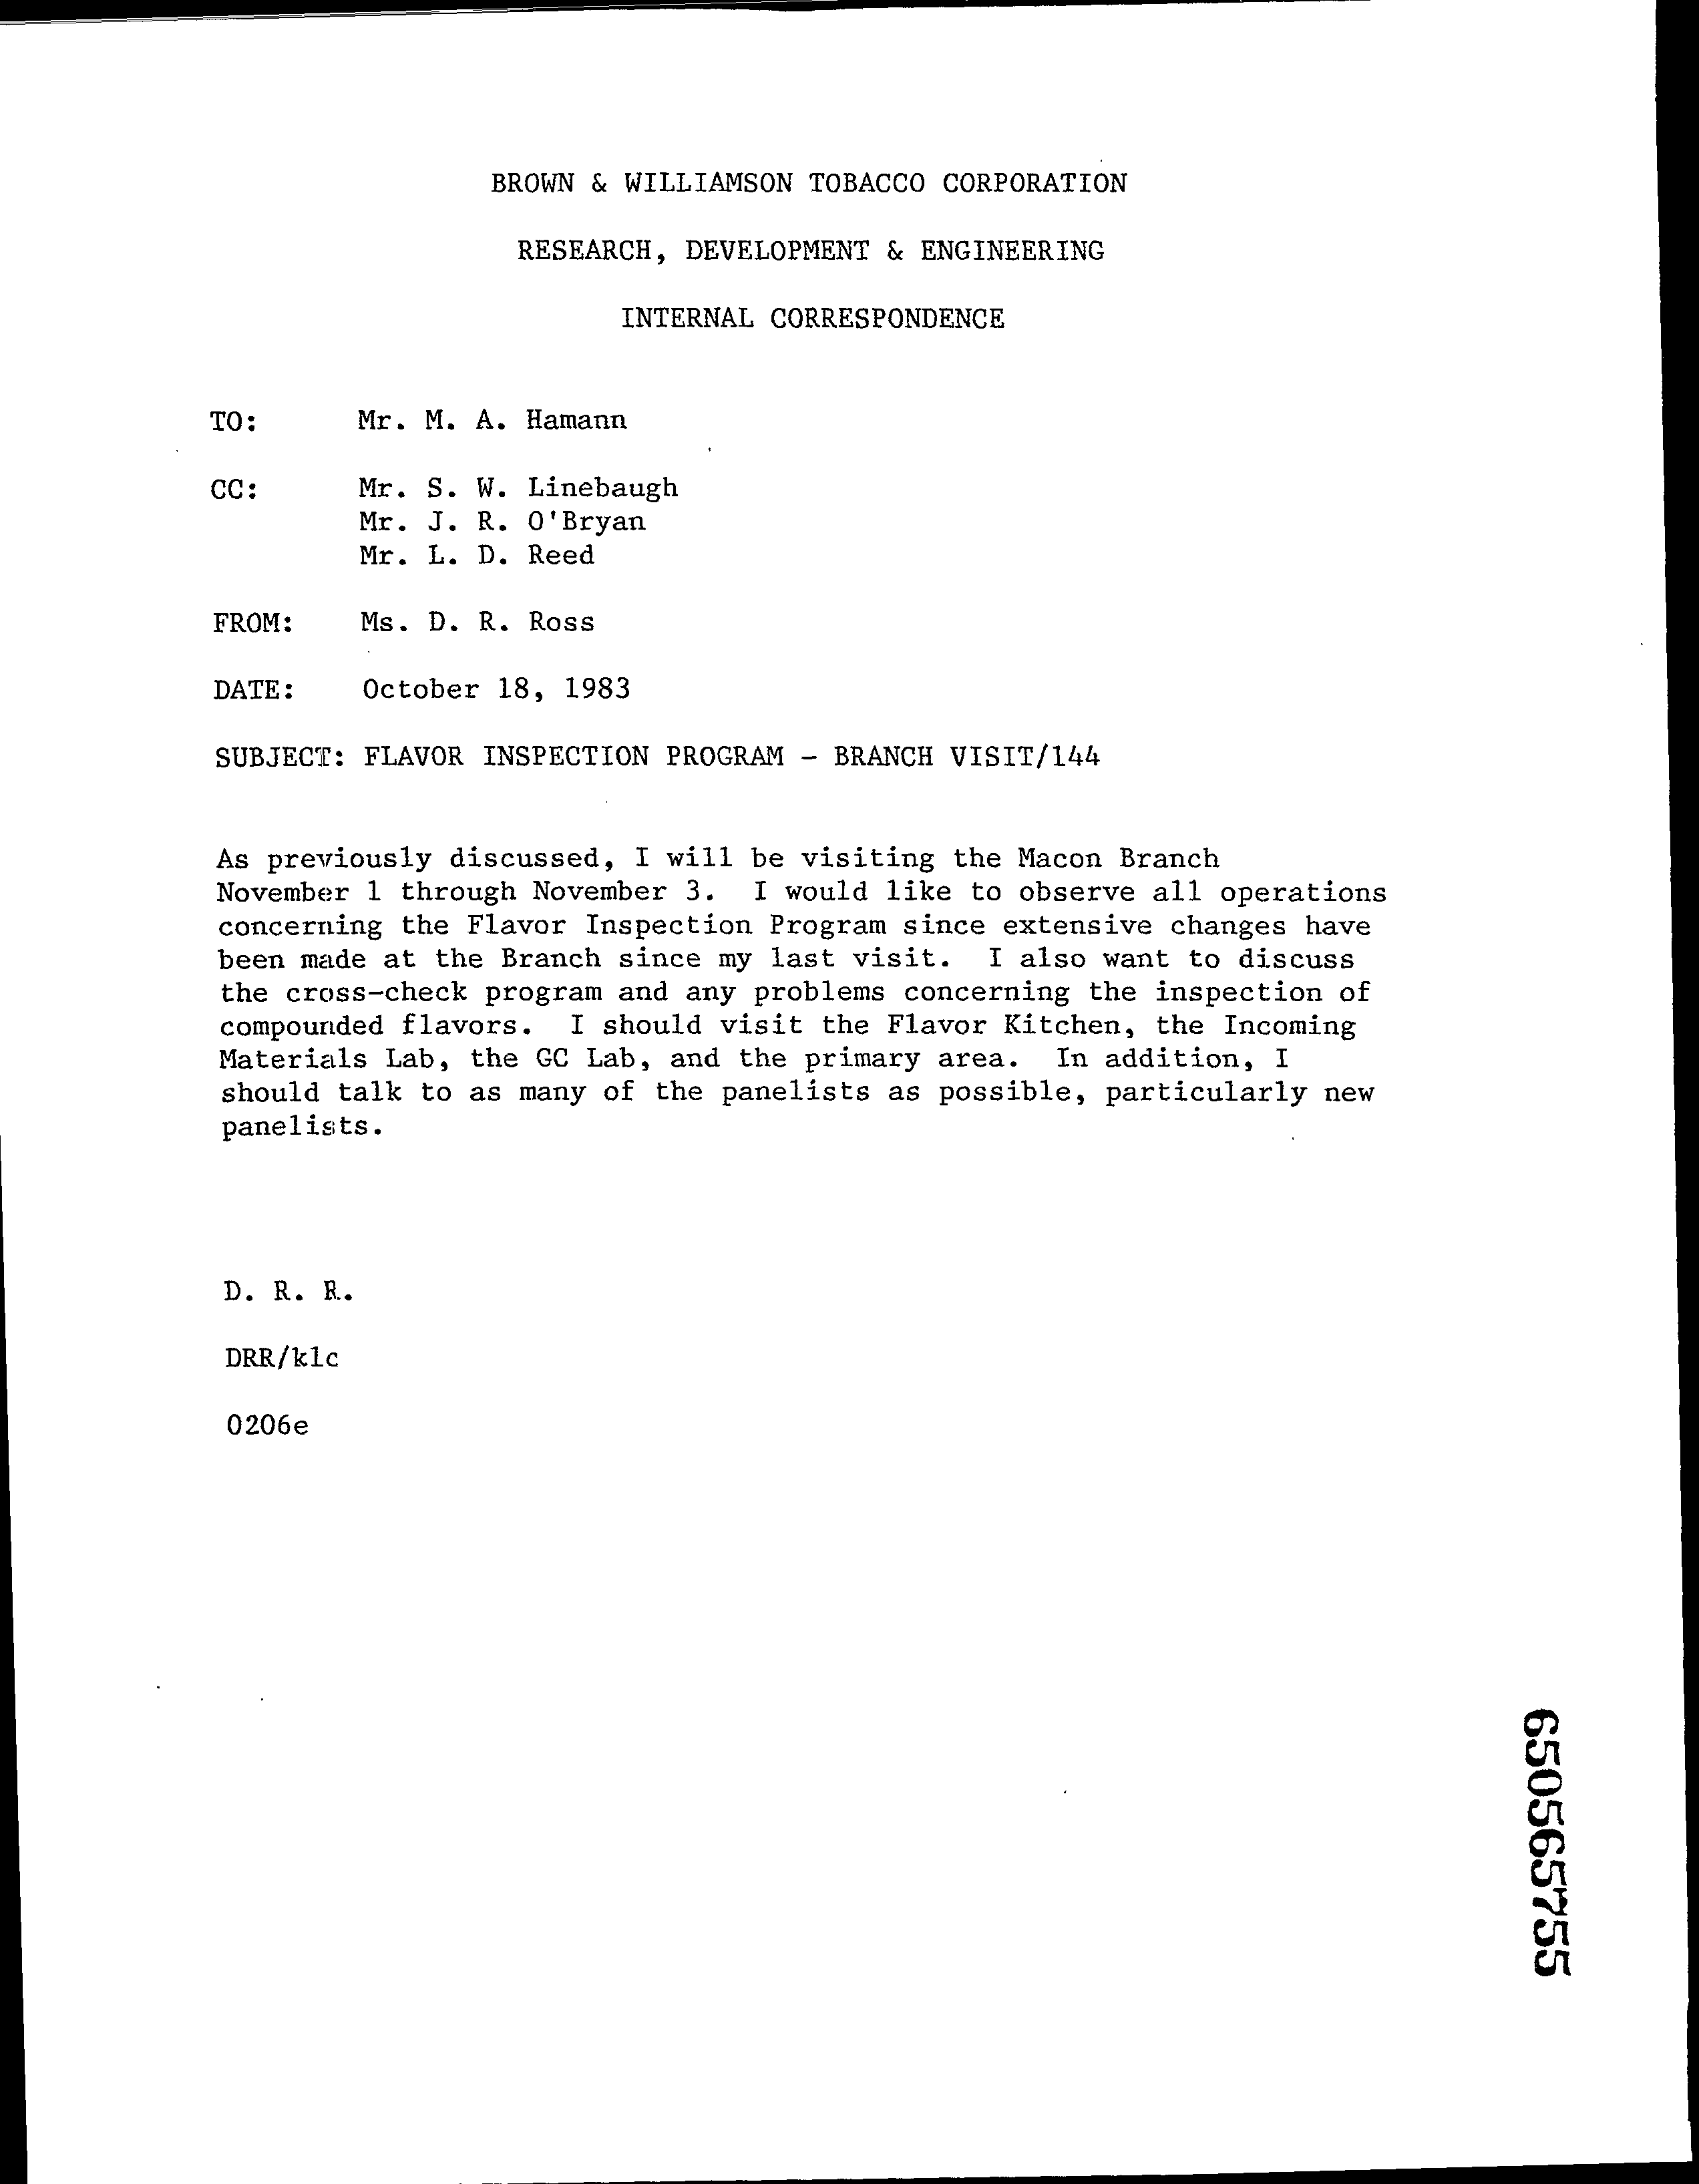 BROWN & WILLIAMSON TOBACCO CORPORATION
RESEARCH, DEVELOPMENT & ENGINEERING
INTERNAL CORRESPONDENCE
TO: Mr. M. A. Hamann
CC: Mr. S. W. Linebaugh
Mr. J. R. O'Bryan
Mr. L. D. Reed
FROM: Ms. D. R. Ross
DATE: October 18, 1983
SUBJECT: FLAVOR INSPECTION PROGRAM - BRANCH VISIT/144
As previously discussed, I will be visiting the Macon Branch
November 1 through November 3. I would like to observe all operations
concerning the Flavor Inspection Program since extensive changes have
been made at the Branch since my last visit. I also want to discuss
the cross-check program and any problems concerning the inspection of
compounded flavors. I should visit the Flavor Kitchen, the Incoming
Materials Lab, the GC Lab, and the primary area. In addition, I
should talk to as many of the panelists as possible, particularly new
panelists.
D. R. R.
DRR/klc
0206e
650565755